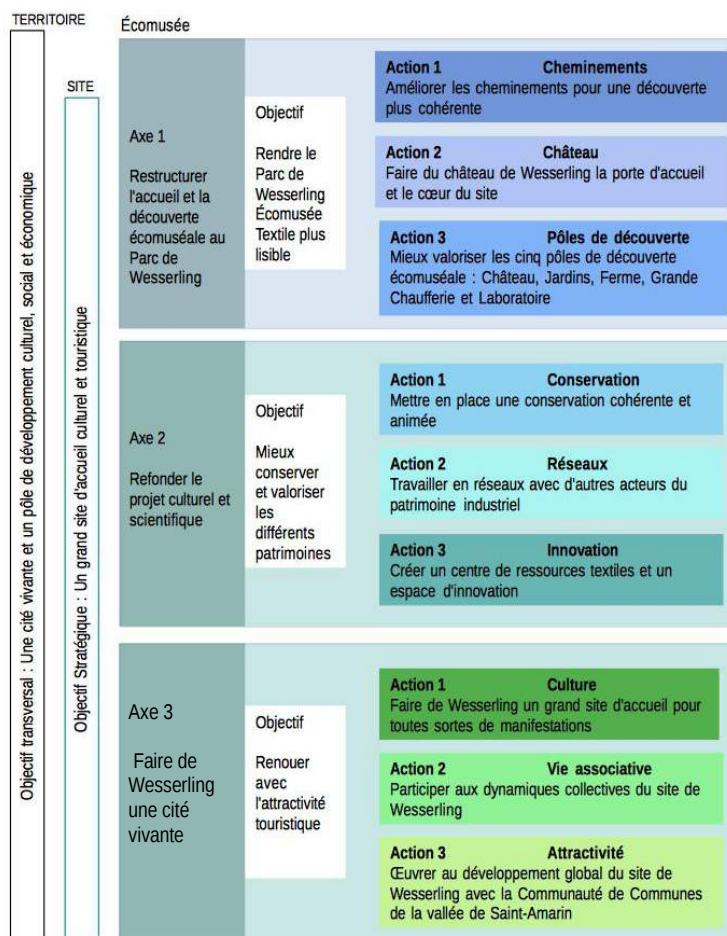 TERRITOIRE
Objectif transversal : Une cité vivante et un pôle de développement culturel, social et économique
SITE
Objectif Stratégique : Un grand site d'accueil culturel et touristique
Écomusée
Axe 1
Restructurer
l'accueil et la
découverte
écomuséale au
Parc de
Wesserling
Objectif
Rendre le
Parc de
Wesserling
Écomusée
Textile plus
lisible
Action 1 Cheminements
Améliorer les cheminements pour une découverte
plus cohérente
Action 2 Château
Faire du château de Wesserling la porte d'accueil
et le cœur du site
Action 3 Pôles de découverte
Mieux valoriser les cinq pôles de découverte
écomuséale : Château, Jardins, Ferme, Grande
Chaufferie et Laboratoire
Axe 2
Refonder le
projet culturel et
scientifique
Objectif
Mieux
conserver
et valoriser
les
différents
patrimoines
Action 1 Conservation
Mettre en place une conservation cohérente et
animée
Action 2 Réseaux
Travailler en réseaux avec d'autres acteurs du
patrimoine industriel
Action 3 Innovation
Créer un centre de ressources textiles et un
espace d'innovation
Axe 3
Faire de
Wesserling
une cité
vivante
Objectif
Renouer
avec
l'attractivité
touristique
Action 1 Culture
Faire de Wesserling un grand site d'accueil pour
toutes sortes de manifestations
Action 2 Vie associative
Participer aux dynamiques collectives du site de
Wesserling
Action 3 Attractivité
Œuvrer au développement global du site de
Wesserling avec la Communauté de Communes
de la vallée de Saint-Amarin